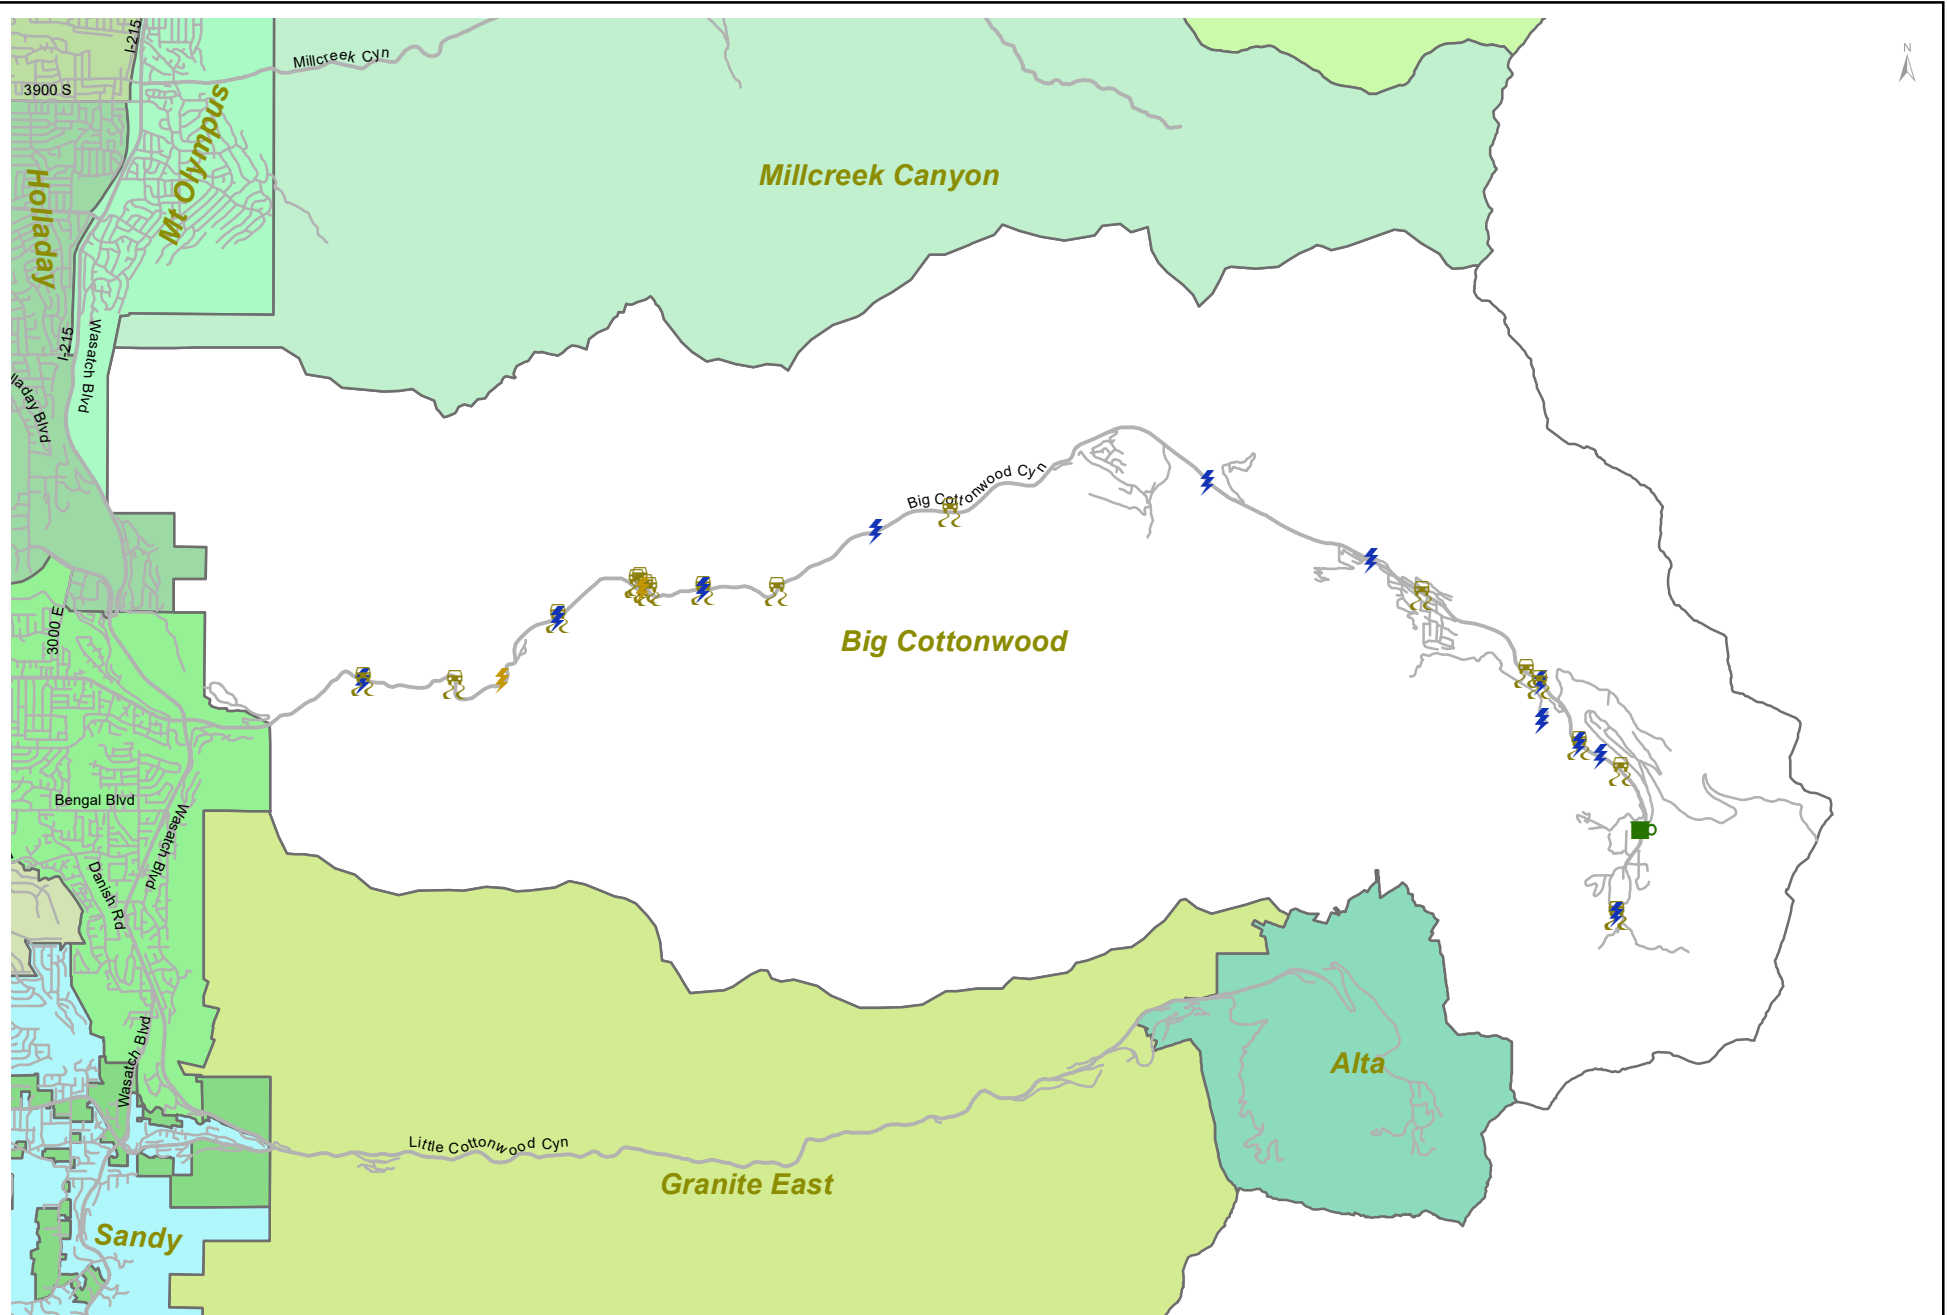 N
I-215
Millcreek Cyn
3900 S
Mt Olympus
Millcreek Canyon
Holladay
I-215
Wasatch Blvd
lladay Blvd
Big Cottonwood Cyn
3000 E
Big Cottonwood
Bengal Blvd
Wasatch Blvd
Danish Rd
Wasatch Blvd
Alta
Little Cottonwood Cyn
Granite East
Sandy